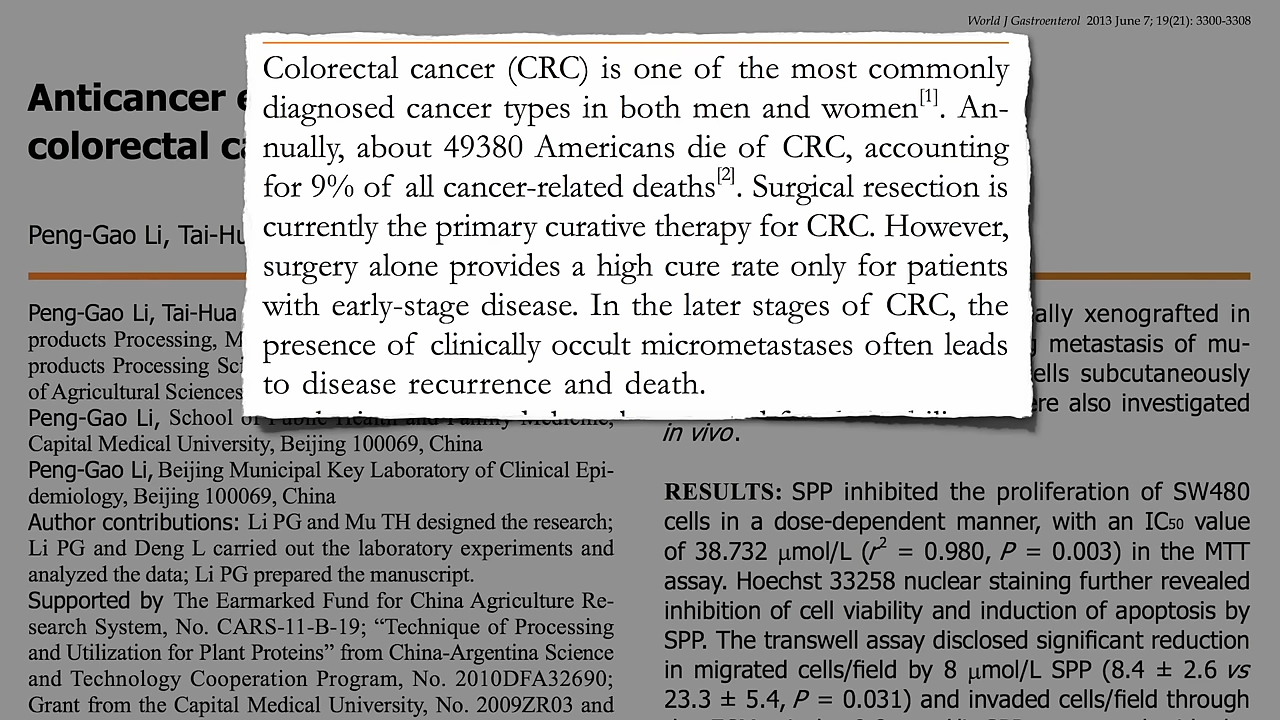 World J Gastroenterol 2013 June 7; 19(21): 3300-3308
Anticancer
colorectal
Peng-Gao Li,
Colorectal cancer (CRC) is one of the most commonly
diagnosed cancer types in both men and women[1]. An-
nually, about 49380 Americans die of CRC, accounting
for 9% of all cancer-related deaths[2]. Surgical resection is
currently the primary curative therapy for CRC. However,
surgery alone provides a high cure rate only for patients
with early-stage disease. In the later stages of CRC, the
presence of clinically occult micrometastases often leads
to disease recurrence and death.
Peng-Gao Li, Tai-Hua
products Processing,
products Processing
of Agricultural Sciences
Peng-Gao Li, School of Public Health and Family Medicine,
Capital Medical University, Beijing 100069, China
Peng-Gao Li, Beijing Municipal Key Laboratory of Clinical Epi-
demiology, Beijing 100069, China
Author contributions: Li PG and Mu TH designed the research;
Li PG and Deng L carried out the laboratory experiments and
analyzed the data; Li PG prepared the manuscript.
Supported by The Earmarked Fund for China Agriculture Re-
search System, No. CARS-11-B-19; “Technique of Processing
and Utilization for Plant Proteins” from China-Argentina Science
and Technology Cooperation Program, No. 2010DFA32690;
Grant from the Capital Medical University, No. 2009ZR03 and
xenografted in
metastasis of mu-
subcutaneously
also investigated
in vivo.
RESULTS: SPP inhibited the proliferation of SW480
cells in a dose-dependent manner, with an IC50 value
of 38.732 μmol/L (r² = 0.980, P = 0.003) in the MTT
assay. Hoechst 33258 nuclear staining further revealed
inhibition of cell viability and induction of apoptosis by
SPP. The transwell assay disclosed significant reduction
in migrated cells/field by 8 μmol/L SPP (8.4 ± 2.6 vs
23.3 ± 5.4, P = 0.031) and invaded cells/field through